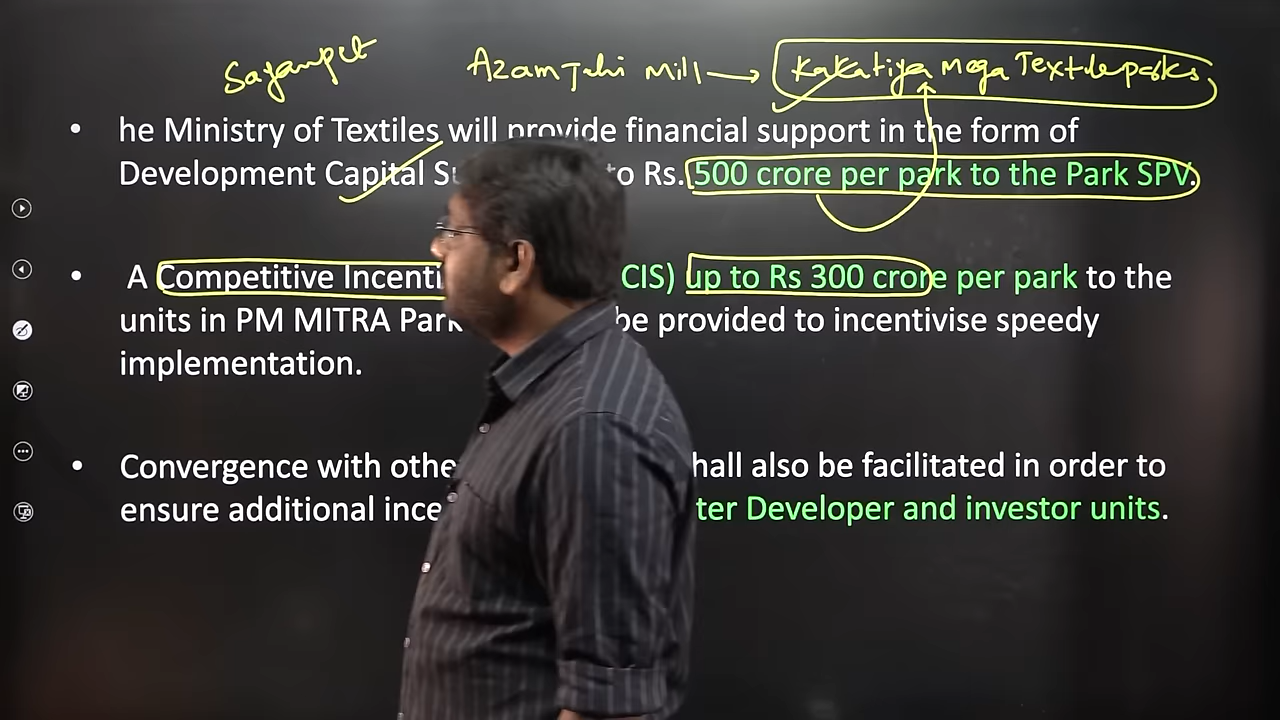 Sayampet Azam Jahi Mill → Kakatiya Mega Textileparks
• he Ministry of Textiles will provide financial support in the form of
Development Capital Su to Rs. 500 crore per park to the Park SPV.
• A Competitive Incenti CIS) up to Rs 300 crore per park to the
units in PM MITRA Park be provided to incentivise speedy
implementation.
• Convergence with othe hall also be facilitated in order to
ensure additional ince ter Developer and investor units.